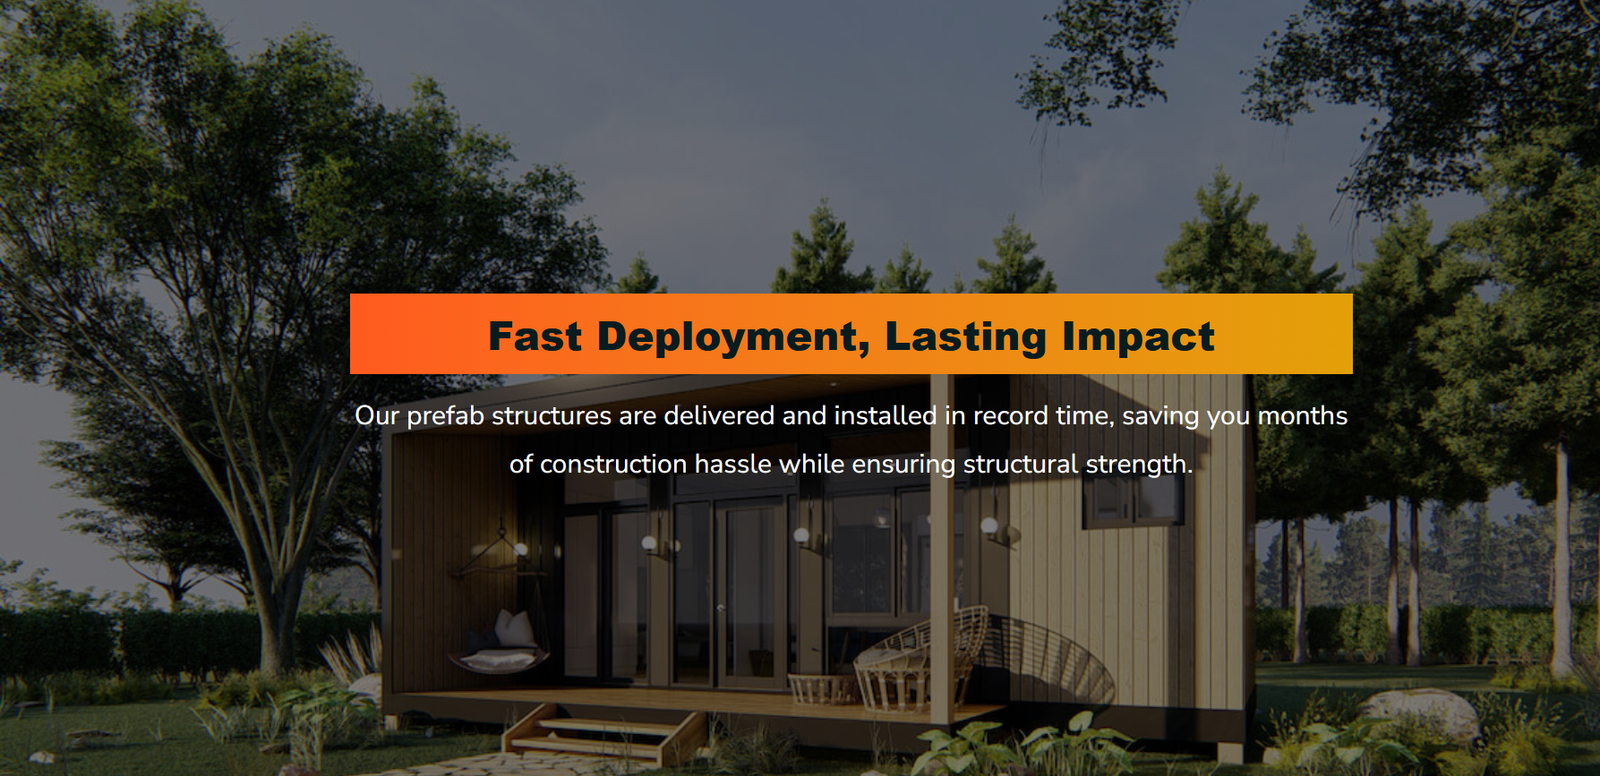 Fast Deployment, Lasting Impact
Our prefab structures are delivered and installed in record time, saving you months
of construction hassle while ensuring structural strength.